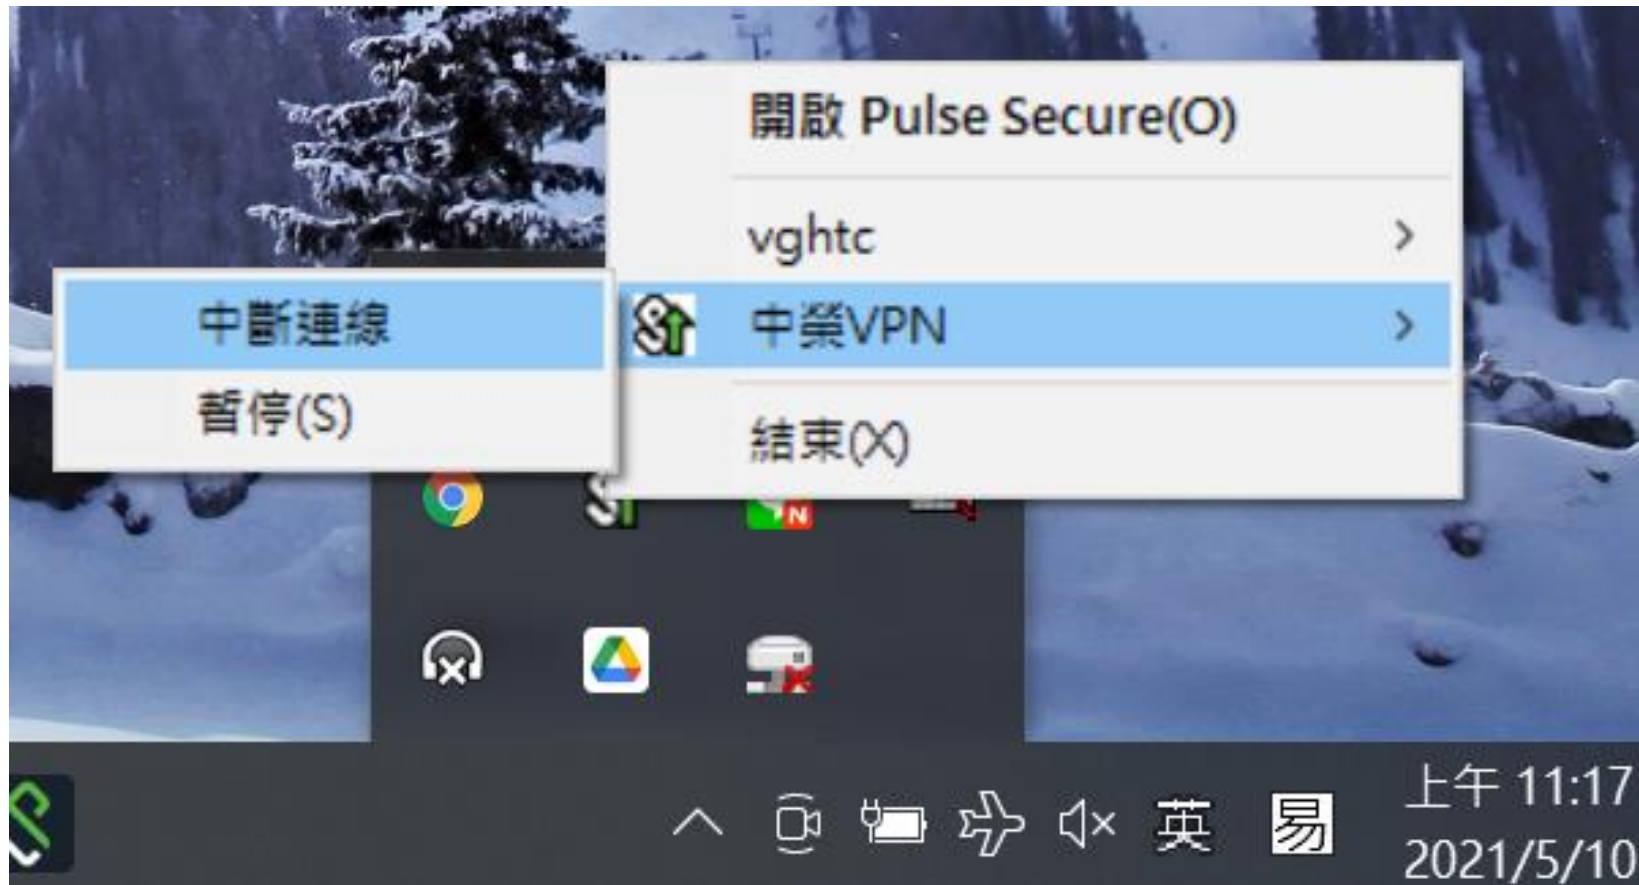 開啟 Pulse Secure(O)
vghtc
中斷連線
中榮VPN
暫停(S)
結束(X)
N
英
易
上午 11:17
2021/5/10